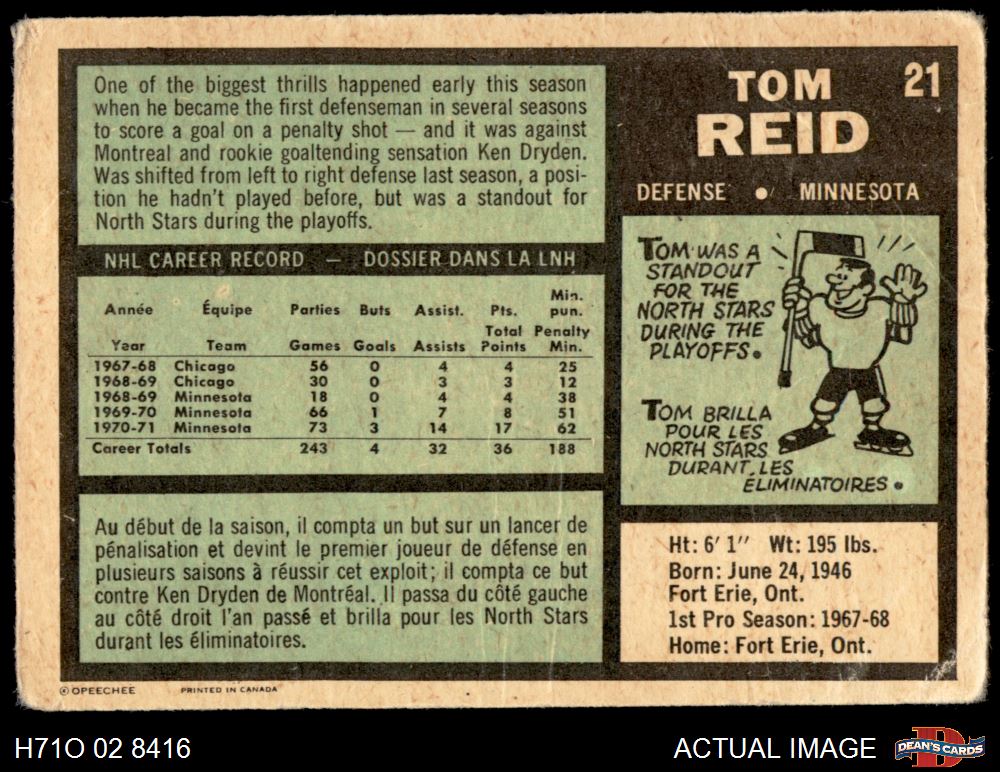 One of the biggest thrills happened early this season
when he became the first defenseman in several seasons
to score a goal on a penalty shot — and it was against
Montreal and rookie goaltending sensation Ken Dryden.
Was shifted from left to right defense last season, a posi-
tion he hadn't played before, but was a standout for
North Stars during the playoffs.
TOM 21
REID
DEFENSE • MINNESOTA
NHL CAREER RECORD — DOSSIER DANS LA LNH
Min.
Année Équipe Parties Buts Assist. Pts. pun.
Total Penalty
Year Team Games Goals Assists Points Min.
1967-68 Chicago 56 0 4 4 25
1968-69 Chicago 30 0 3 3 12
1968-69 Minnesota 18 0 4 4 38
1969-70 Minnesota 66 1 7 8 51
1970-71 Minnesota 73 3 14 17 62
Career Totals 243 4 32 36 188
TOM WAS A
STANDOUT
FOR THE
NORTH STARS
DURING THE
PLAYOFFS.
TOM BRILLA
POUR LES
NORTH STARS
DURANT LES
ÉLIMINATOIRES.
Au début de la saison, il compta un but sur un lancer de
pénalisation et devint le premier joueur de défense en
plusieurs saisons à réussir cet exploit; il compta ce but
contre Ken Dryden de Montréal. Il passa du côté gauche
au côté droit l'an passé et brilla pour les North Stars
durant les éliminatoires.
Ht: 6' 1" Wt: 195 lbs.
Born: June 24, 1946
Fort Erie, Ont.
1st Pro Season: 1967-68
Home: Fort Erie, Ont.
© OPEECHEE PRINTED IN CANADA
H71O 02 8416 ACTUAL IMAGE
D
DEAN'S CARDS